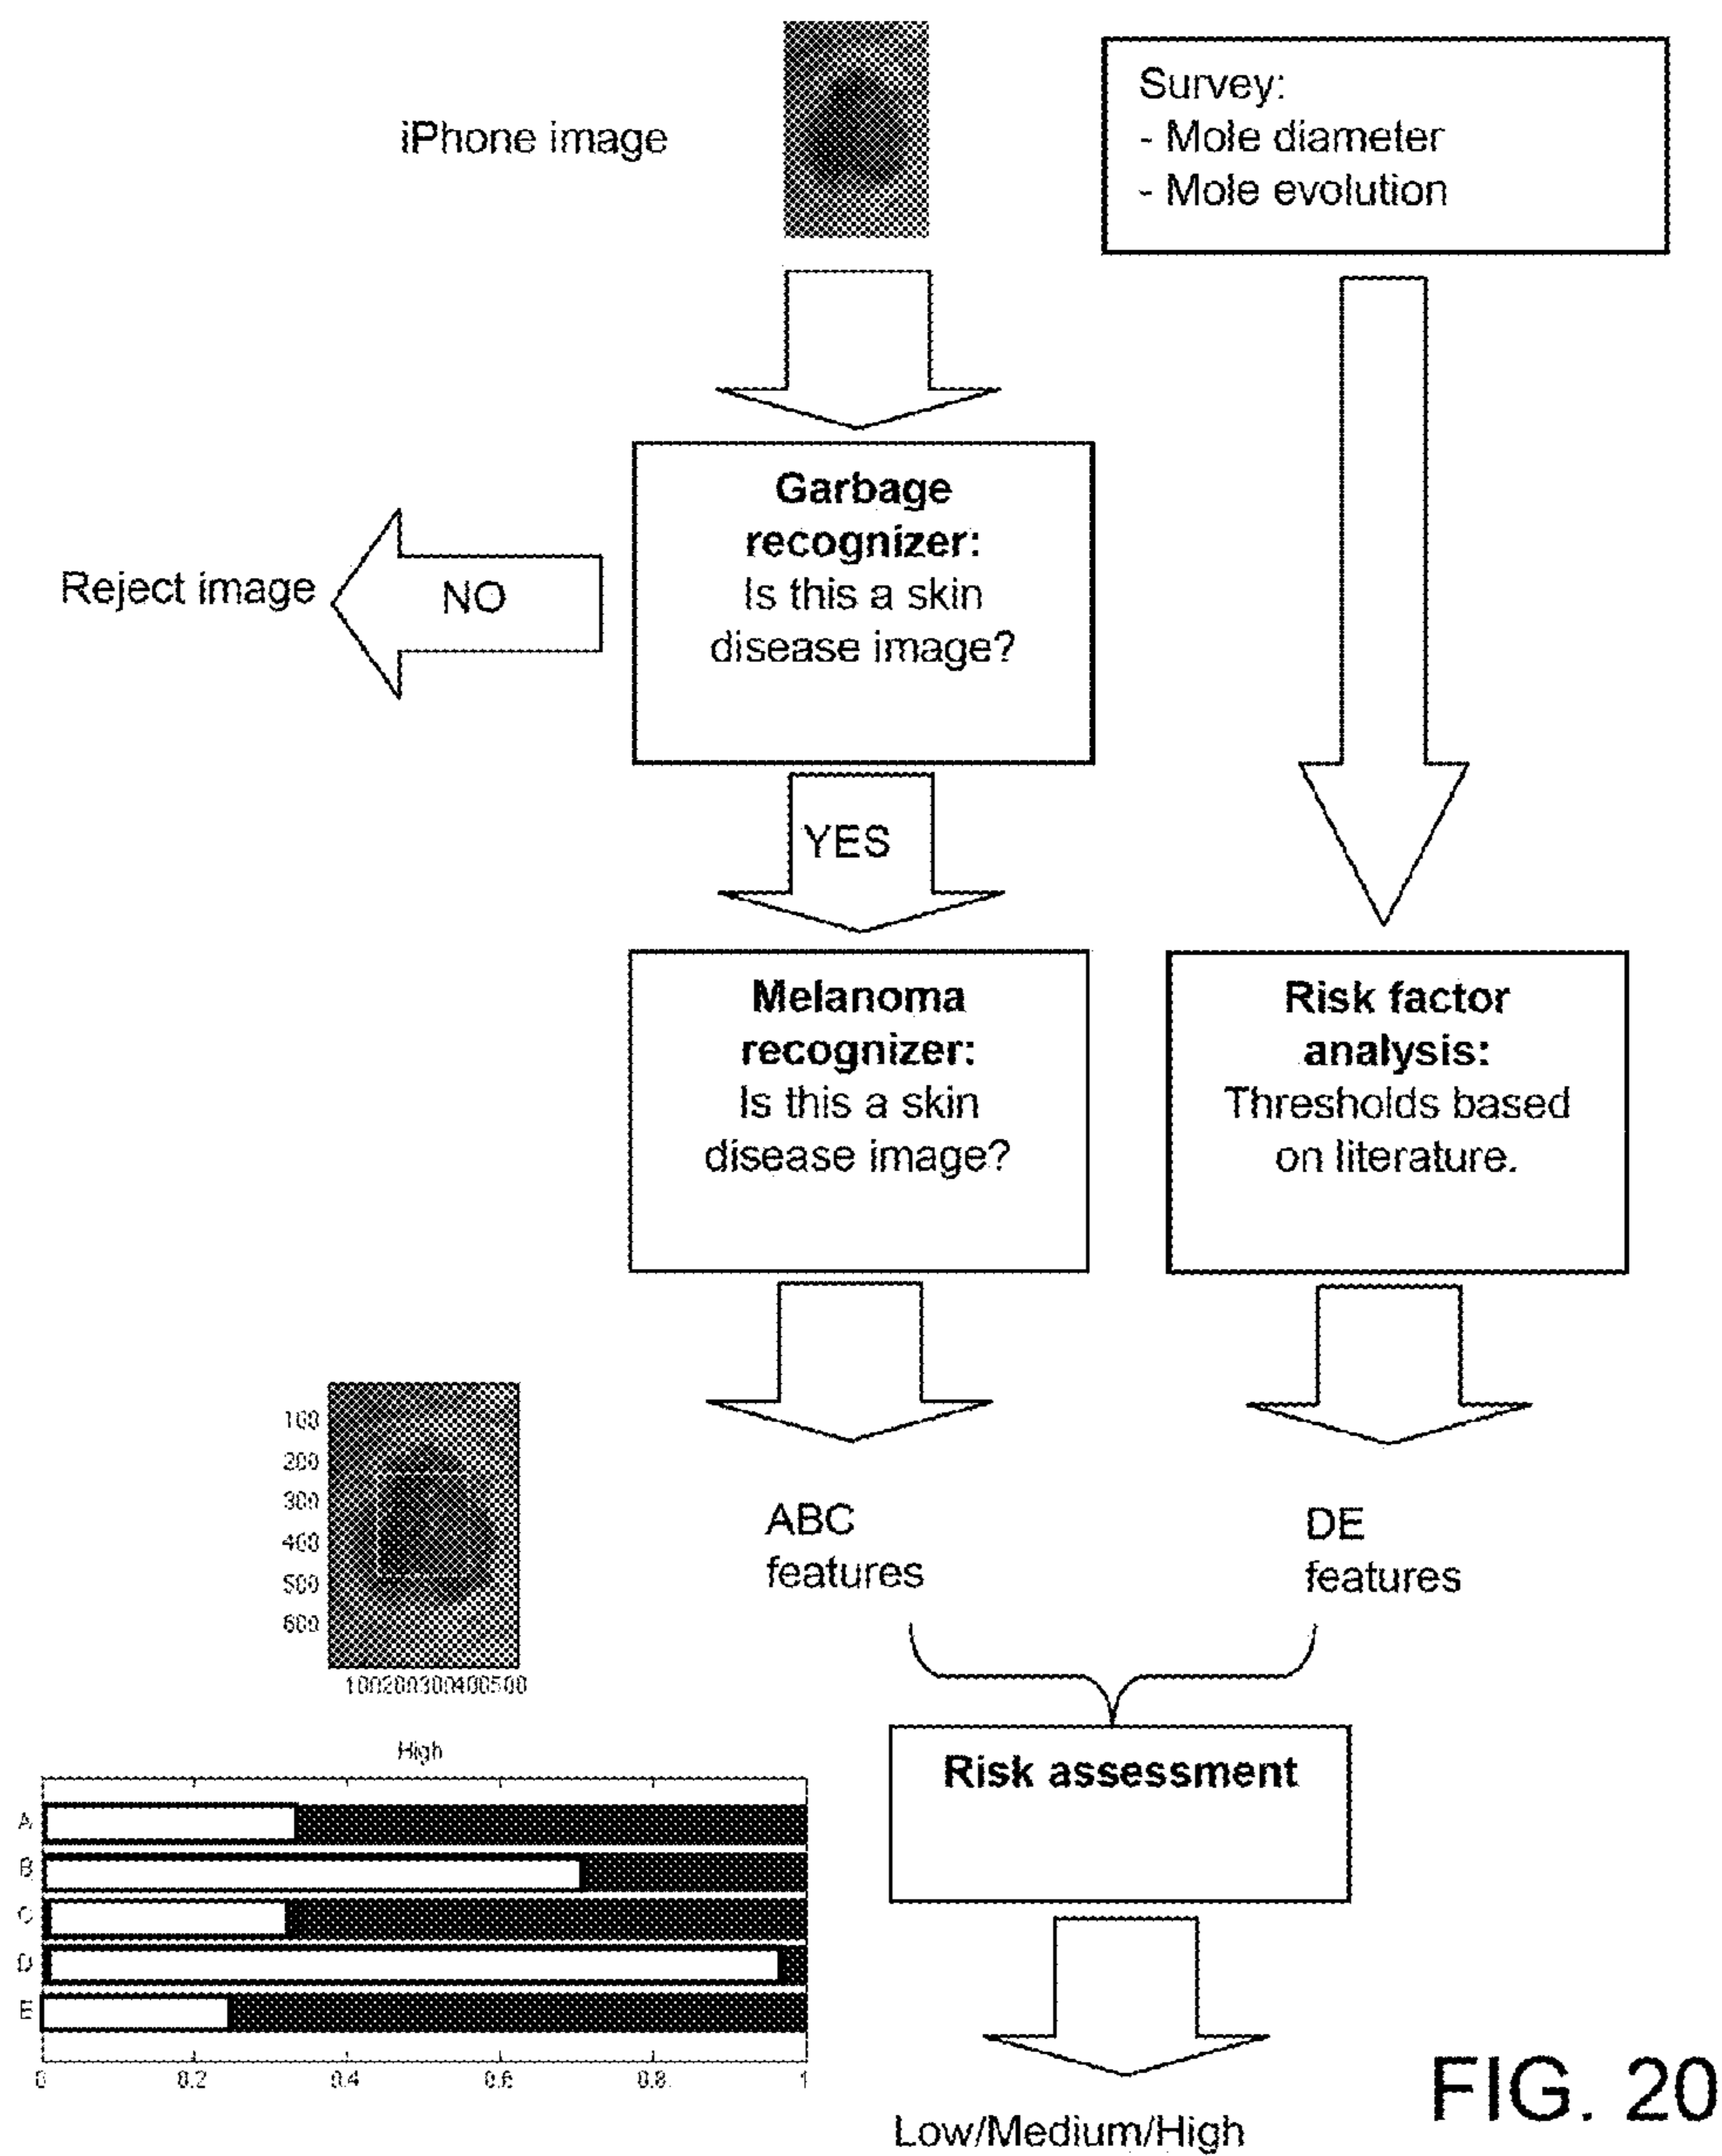 iPhone image
Survey:
- Mole diameter
- Mole evolution
Garbage
recognizer:
Is this a skin
disease image?
Reject image
NO
YES
Melanoma
recognizer:
Is this a skin
disease image?
Risk factor
analysis:
Thresholds based
on literature.
100
200
300
400
500
600
100200300400500
ABC
features
DE
features
Risk assessment
High
A
B
C
D
E
0 0.2 0.4 0.6 0.8 1
Low/Medium/High
FIG. 20